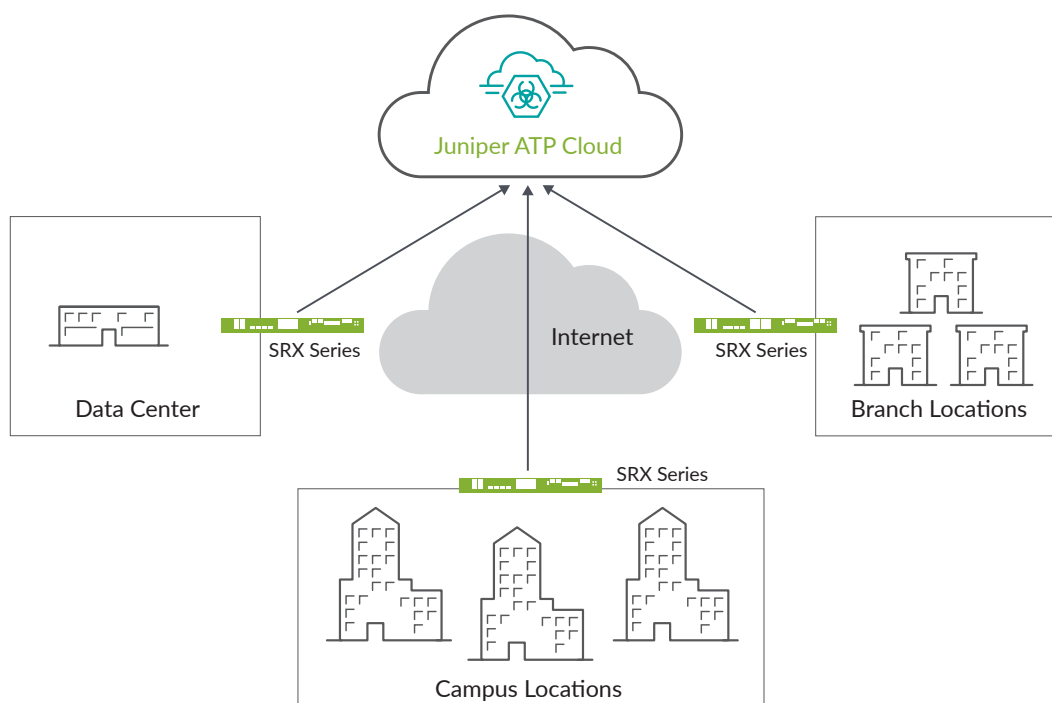 Juniper ATP Cloud
Internet
SRX Series
SRX Series
Data Center
Branch Locations
SRX Series
Campus Locations